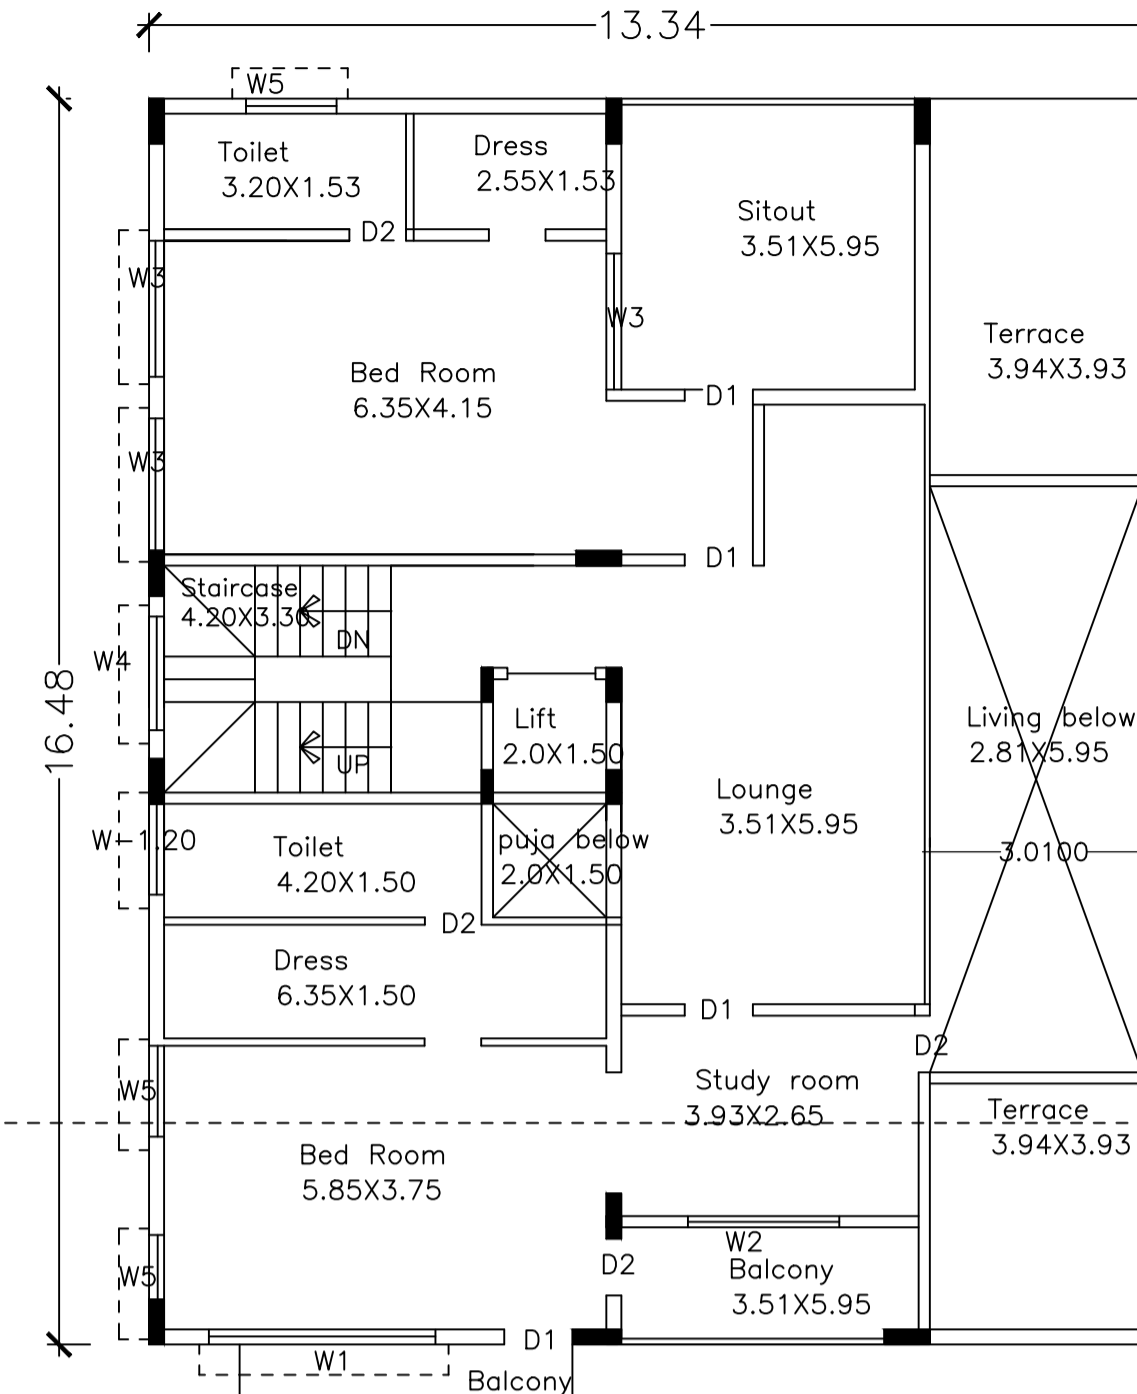 13.34
W5
Toilet
3.20X1.53
Dress
2.55X1.53
D2
Sitout
3.51X5.95
W3
W3
Terrace
3.94X3.93
Bed Room
6.35X4.15
D1
W3
D1
Staircase
4.20X3.30
DN
W4
16.48
Lift
2.0X1.50
UP
Living below
2.81X5.95
Lounge
3.51X5.95
W-1.20
Toilet
4.20X1.50
puja below
2.0X1.50
3.0100
D2
Dress
6.35X1.50
D1
D2
W5
Study room
3.93X2.65
Terrace
3.94X3.93
Bed Room
5.85X3.75
W2
D2
Balcony
3.51X5.95
W5
D1
W1
Balcony